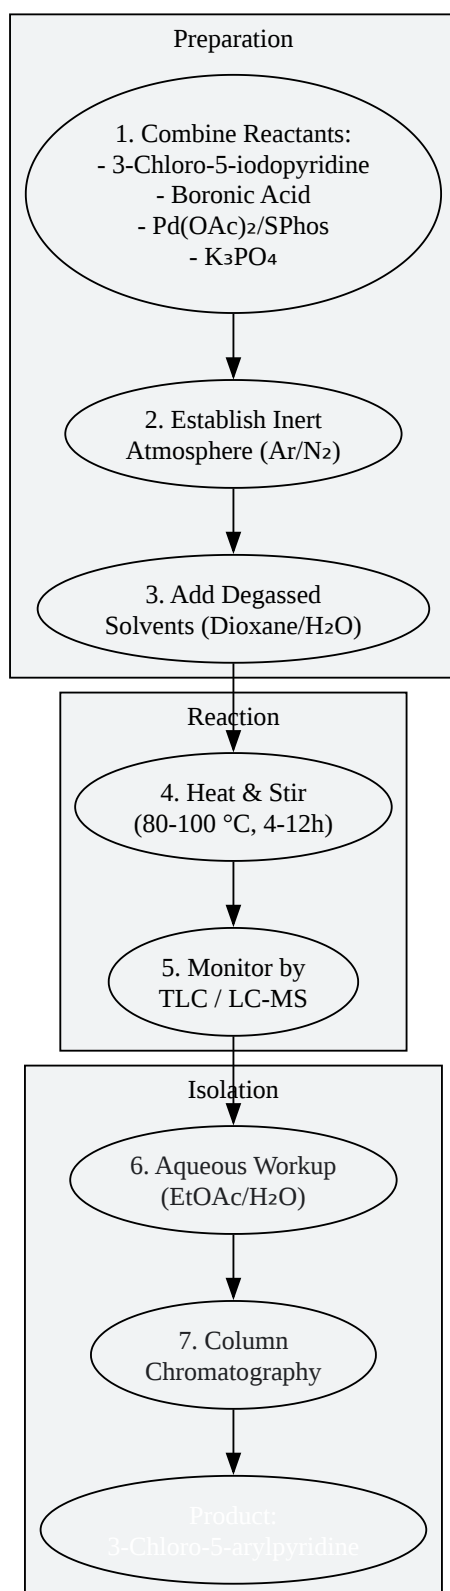 Preparation
1. Combine Reactants:
- 3-Chloro-5-iodopyridine
- Boronic Acid
- Pd(OAc)₂/SPhos
- K₃PO₄
2. Establish Inert
Atmosphere (Ar/N₂)
3. Add Degassed
Solvents (Dioxane/H₂O)
Reaction
4. Heat & Stir
(80-100 °C, 4-12h)
5. Monitor by
TLC / LC-MS
Isolation
6. Aqueous Workup
(EtOAc/H₂O)
7. Column
Chromatography
Product:
3-Chloro-5-arylpyridine